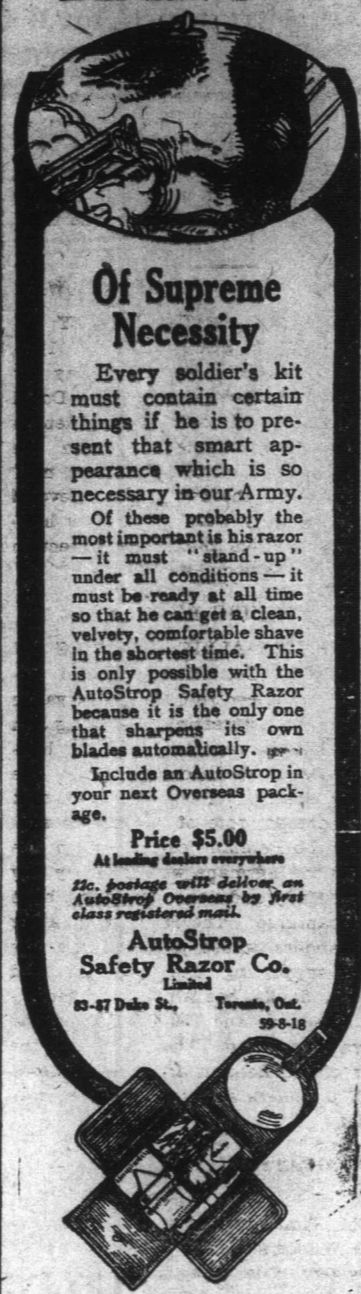 Of Supreme
Necessity
Every soldier's kit
must contain certain
things if he is to pre-
sent that smart ap-
pearance which is so
necessary in our Army.
Of these probably the
most important is his razor
— it must "stand-up"
under all conditions — it
must be ready at all time
so that he can get a clean,
velvety, comfortable shave
in the shortest time. This
is only possible with the
AutoStrop Safety Razor
because it is the only one
that sharpens its own
blades automatically.
Include an AutoStrop in
your next Overseas pack-
age.
Price $5.00
At leading dealers everywhere
postage will deliver an
AutoStrop Overseas by first
class registered mail.
AutoStrop
Safety Razor Co.
Limited
83-87 Duke St., Toronto, Ont.
59-8-18